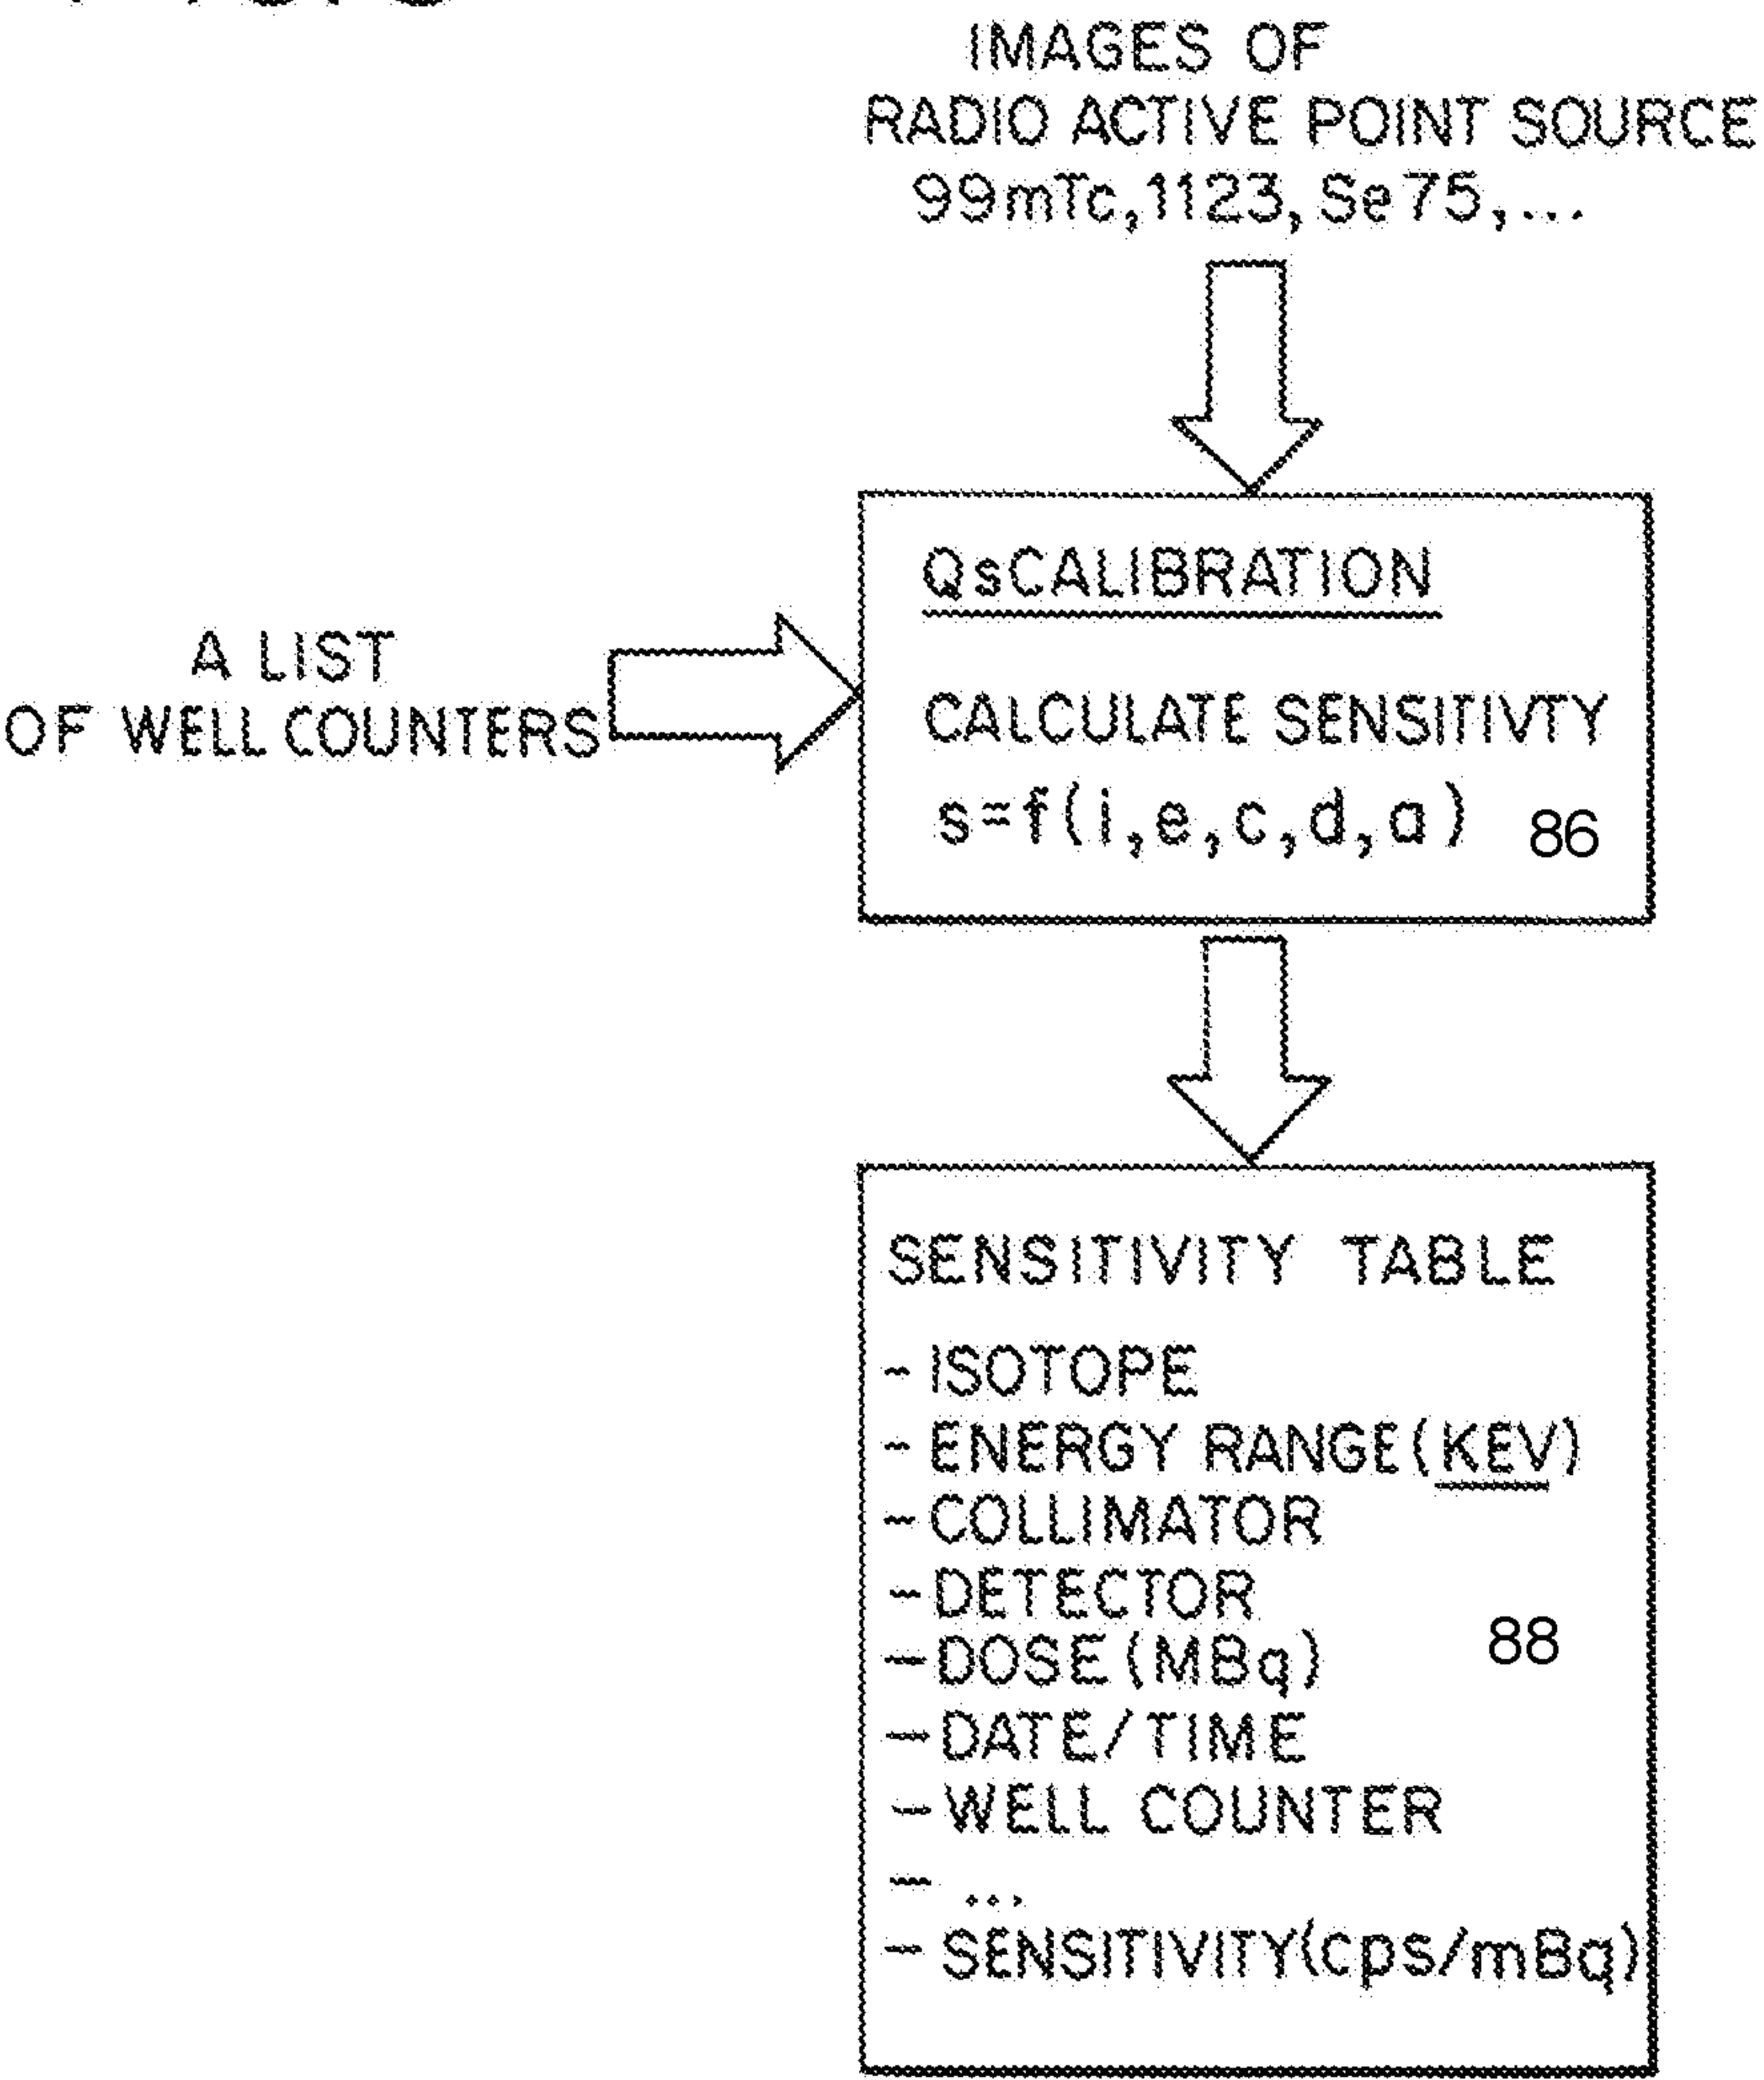 IMAGES OF
RADIO ACTIVE POINT SOURCE
99mTc,1123, Se75,...
A LIST
OF WELL COUNTERS
QsCALIBRATION
CALCULATE SENSITIVTY
s=f(i,e,c,d,a) 86
SENSITIVITY TABLE
- ISOTOPE
- ENERGY RANGE(KEV)
- COLLIMATOR
- DETECTOR
- DOSE(MBq) 88
- DATE/TIME
- WELL COUNTER
- ...
- SENSITIVITY(cps/mBq)